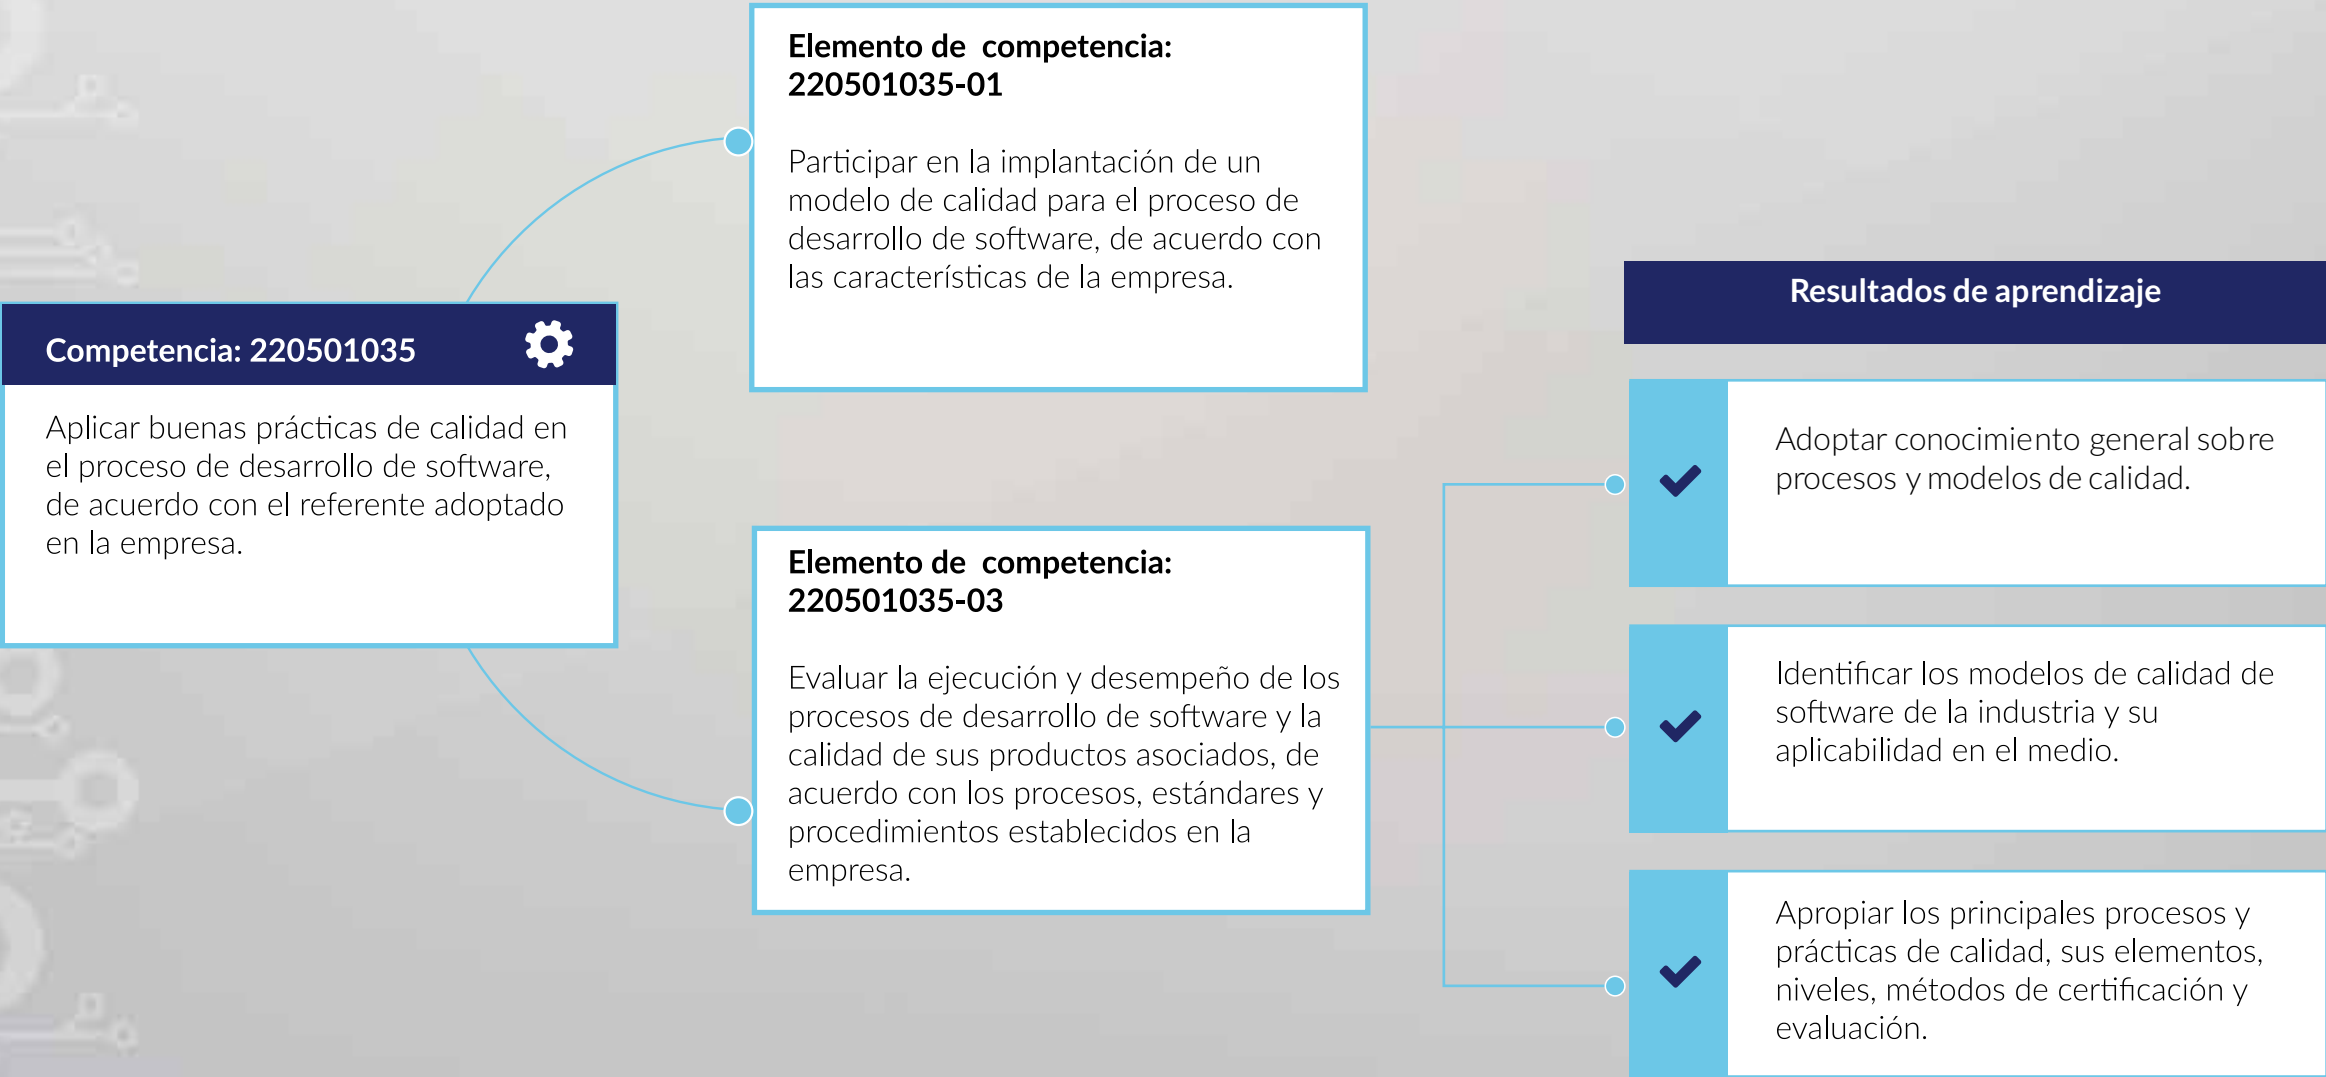 Competencia: 220501035
Aplicar buenas prácticas de calidad en
el proceso de desarrollo de software,
de acuerdo con el referente adoptado
en la empresa.
Elemento de competencia:
220501035-01
Participar en la implantación de un
modelo de calidad para el proceso de
desarrollo de software, de acuerdo con
las características de la empresa.
Elemento de competencia:
220501035-03
Evaluar la ejecución y desempeño de los
procesos de desarrollo de software y la
calidad de sus productos asociados, de
acuerdo con los procesos, estándares y
procedimientos establecidos en la
empresa.
Resultados de aprendizaje
Adoptar conocimiento general sobre
procesos y modelos de calidad.
Identificar los modelos de calidad de
software de la industria y su
aplicabilidad en el medio.
Apropiar los principales procesos y
prácticas de calidad, sus elementos,
niveles, métodos de certificación y
evaluación.